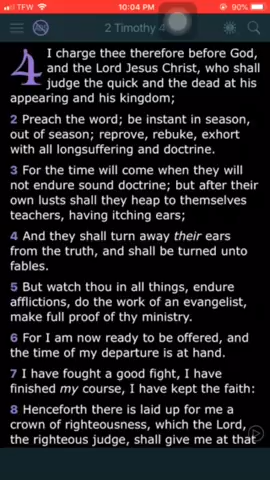 TFW 10:04 PM 90%
2 Timothy 4
4 I charge thee therefore before God,
and the Lord Jesus Christ, who shall
judge the quick and the dead at his
appearing and his kingdom;
2 Preach the word; be instant in season,
out of season; reprove, rebuke, exhort
with all longsuffering and doctrine.
3 For the time will come when they will
not endure sound doctrine; but after their
own lusts shall they heap to themselves
teachers, having itching ears;
4 And they shall turn away their ears
from the truth, and shall be turned unto
fables.
5 But watch thou in all things, endure
afflictions, do the work of an evangelist,
make full proof of thy ministry.
6 For I am now ready to be offered, and
the time of my departure is at hand.
7 I have fought a good fight, I have
finished my course, I have kept the faith:
8 Henceforth there is laid up for me a
crown of righteousness, which the Lord,
the righteous judge, shall give me at that